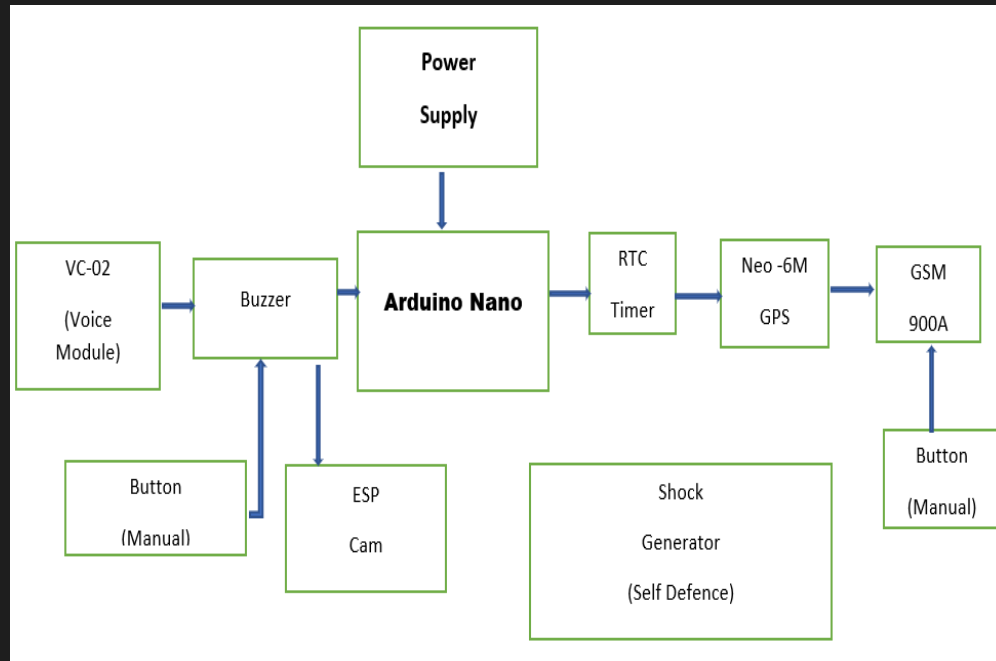 Power
Supply
VC-02
(Voice
Module)
Buzzer
Arduino Nano
RTC
Timer
Neo -6M
GPS
GSM
900A
Button
(Manual)
ESP
Cam
Shock
Generator
(Self Defence)
Button
(Manual)